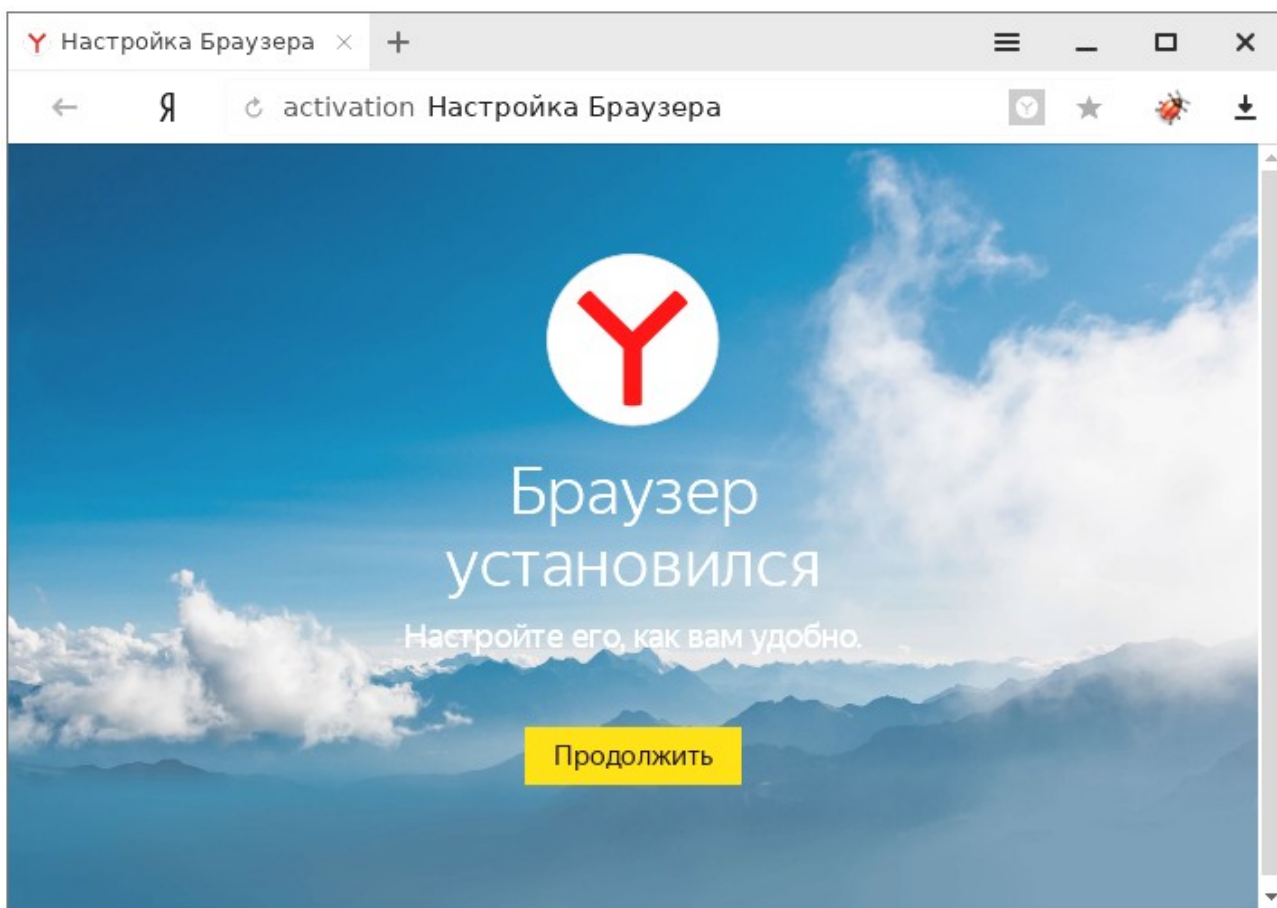 Настройка Браузера
Я activation Настройка Браузера
Браузер
установился
Настройте его, как вам удобно.
Продолжить